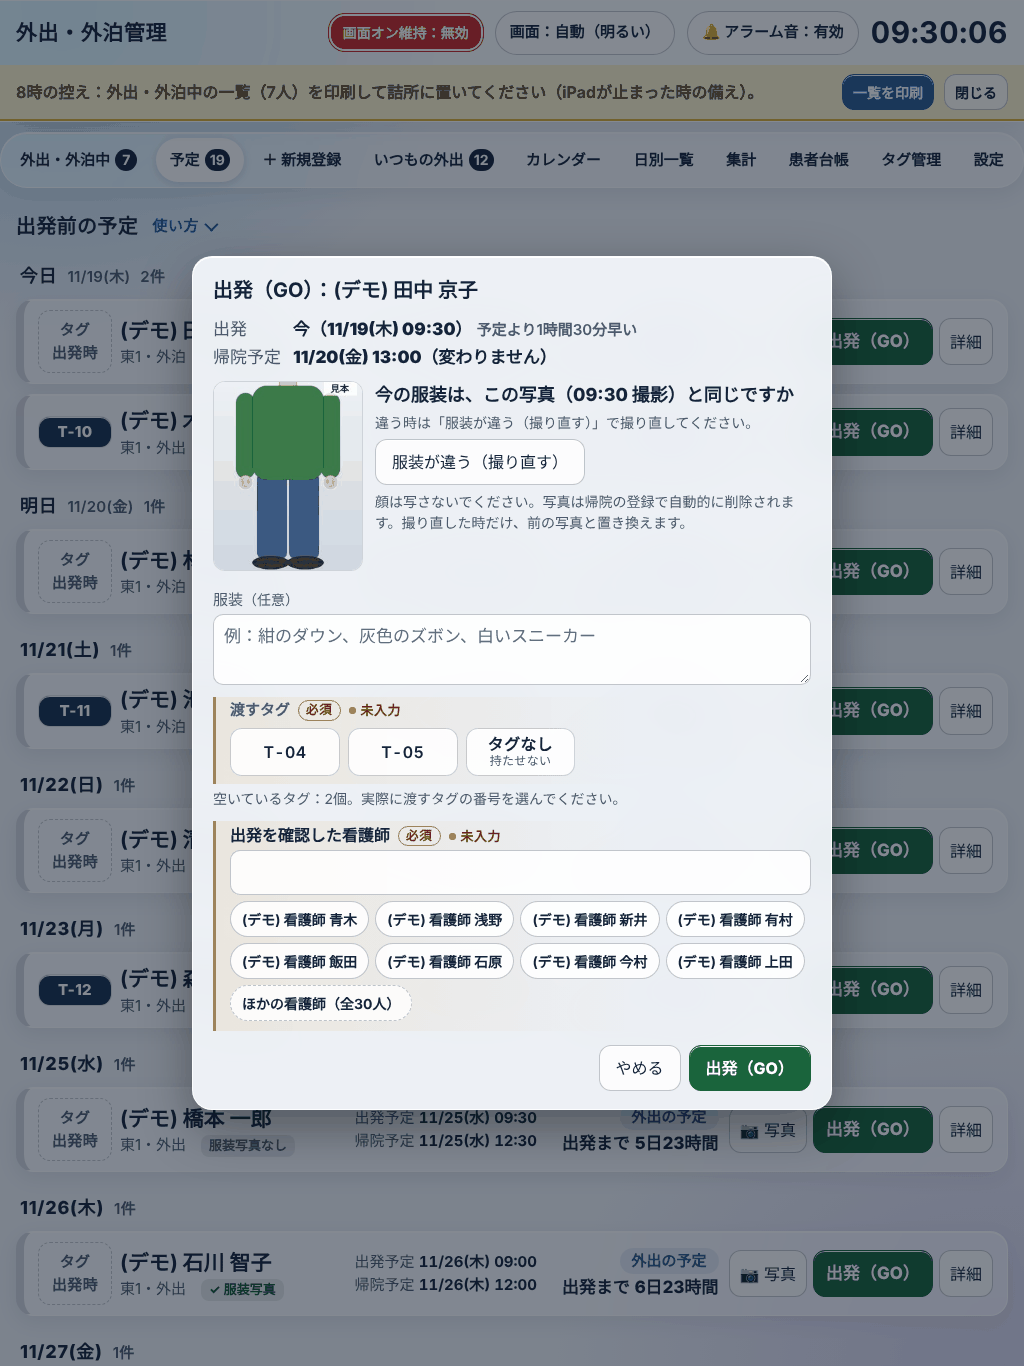 外出・外泊管理
画面オン維持：無効
画面：自動（明るい）
🔔 アラーム音：有効
09:30:06
8時の控え：外出・外泊中の一覧（7人）を印刷して詰所に置いてください（iPadが止まった時の備え）。
一覧を印刷
閉じる
外出・外泊中 7
予定 19
＋ 新規登録
いつもの外出 12
カレンダー
日別一覧
集計
患者台帳
タグ管理
設定
出発前の予定
使い方
今日 11/19(木) 2件
タグ
出発時
(デモ)
東1・外泊
出発（GO）
詳細
T-10
(デモ)
東1・外出
出発（GO）
詳細
明日 11/20(金) 1件
タグ
出発時
(デモ)
東1・外泊
出発（GO）
詳細
11/21(土) 1件
T-11
(デモ)
東1・外泊
出発（GO）
詳細
11/22(日) 1件
タグ
出発時
(デモ)
東1・外出
出発（GO）
詳細
11/23(月) 1件
T-12
(デモ)
東1・外出
出発（GO）
詳細
11/25(水) 1件
タグ
出発時
(デモ) 橋本 一郎
東1・外出
服装写真なし
出発予定 11/25(水) 09:30
帰院予定 11/25(水) 12:30
外出の予定
出発まで 5日23時間
📷 写真
出発（GO）
詳細
11/26(木) 1件
タグ
出発時
(デモ) 石川 智子
東1・外出
✓ 服装写真
出発予定 11/26(木) 09:00
帰院予定 11/26(木) 12:00
外出の予定
出発まで 6日23時間
📷 写真
出発（GO）
詳細
11/27(金) 1件
出発（GO）：(デモ) 田中 京子
出発 今（11/19(木) 09:30） 予定より1時間30分早い
帰院予定 11/20(金) 13:00（変わりません）
見本
今の服装は、この写真（09:30 撮影）と同じですか
違う時は「服装が違う（撮り直す）」で撮り直してください。
服装が違う（撮り直す）
顔は写さないでください。写真は帰院の登録で自動的に削除されま
す。撮り直した時だけ、前の写真と置き換えます。
服装（任意）
例：紺のダウン、灰色のズボン、白いスニーカー
渡すタグ 必須 未入力
T-04
T-05
タグなし
持たせない
空いているタグ：2個。実際に渡すタグの番号を選んでください。
出発を確認した看護師 必須 未入力
(デモ) 看護師 青木
(デモ) 看護師 浅野
(デモ) 看護師 新井
(デモ) 看護師 有村
(デモ) 看護師 飯田
(デモ) 看護師 石原
(デモ) 看護師 今村
(デモ) 看護師 上田
ほかの看護師（全30人）
やめる
出発（GO）